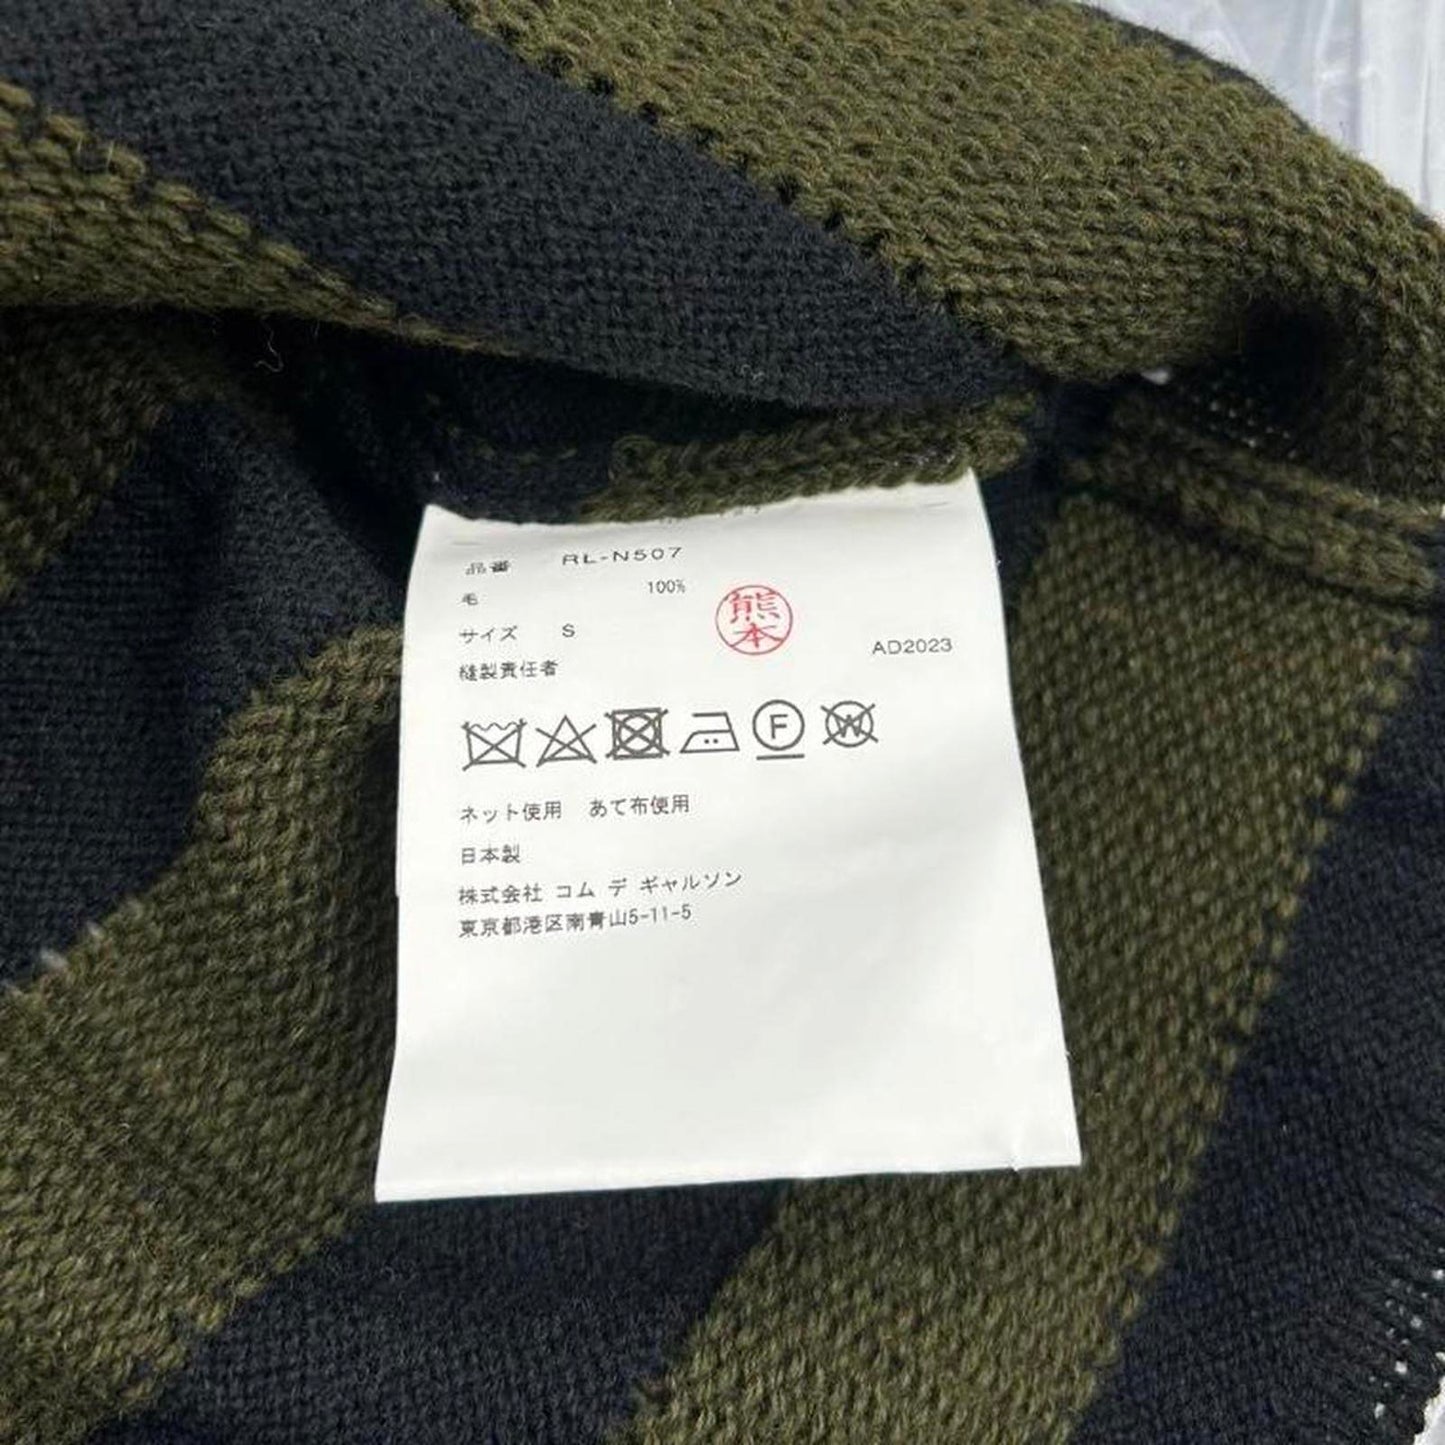 品番 RL-N507
毛 100%
サイズ S
熊本
縫製責任者
AD2023
F W
ネット使用 あて布使用
日本製
株式会社 コム デ ギャルソン
東京都港区南青山5-11-5